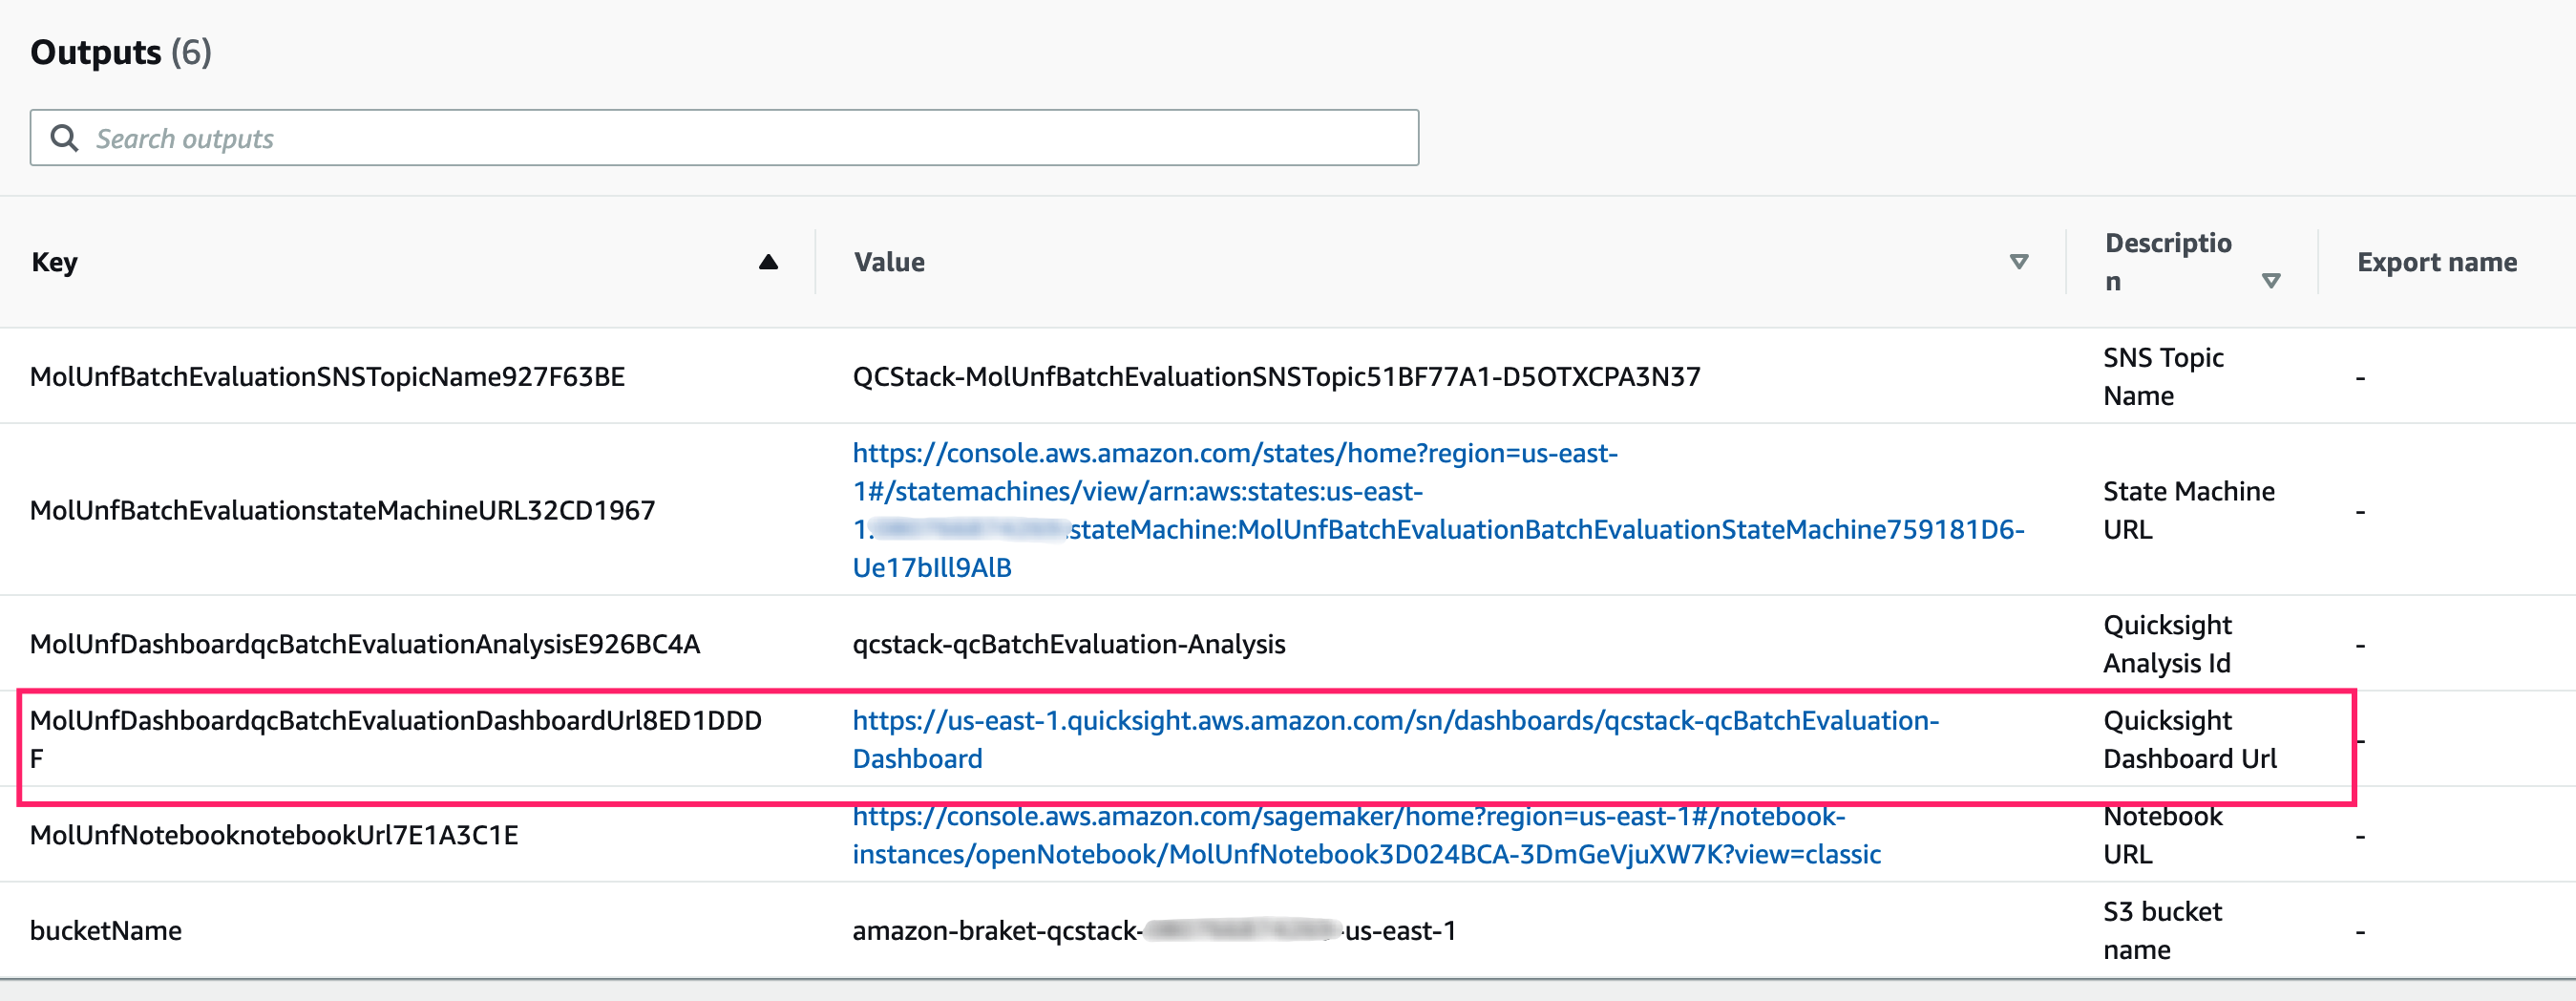 Outputs (6)
Search outputs
Key
Value
Descriptio
n
Export name
MolUnfBatchEvaluationSNSTopicName927F63BE
QCStack-MolUnfBatchEvaluationSNSTopic51BF77A1-D5OTXCPA3N37
SNS Topic
Name
-
MolUnfBatchEvaluationstateMachineURL32CD1967
https://console.aws.amazon.com/states/home?region=us-east-
1#/statemachines/view/arn:aws:states:us-east-
1:stateMachine:MolUnfBatchEvaluationBatchEvaluationStateMachine759181D6-
Ue17bIll9AlB
State Machine
URL
-
MolUnfDashboardqcBatchEvaluationAnalysisE926BC4A
qcstack-qcBatchEvaluation-Analysis
Quicksight
Analysis Id
-
MolUnfDashboardqcBatchEvaluationDashboardUrl8ED1DDD
F
https://us-east-1.quicksight.aws.amazon.com/sn/dashboards/qcstack-qcBatchEvaluation-
Dashboard
Quicksight
Dashboard Url
-
MolUnfNotebooknotebookUrl7E1A3C1E
https://console.aws.amazon.com/sagemaker/home?region=us-east-1#/notebook-
instances/openNotebook/MolUnfNotebook3D024BCA-3DmGeVjuXW7K?view=classic
Notebook
URL
-
bucketName
amazon-braket-qcstack- -us-east-1
S3 bucket
name
-